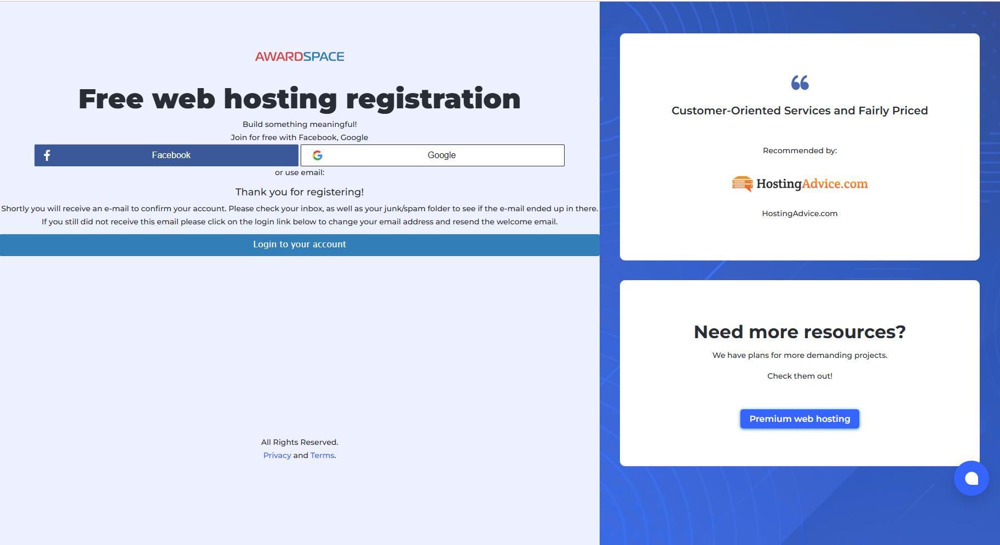 AWARDSPACE
Free web hosting registration
Build something meaningful!
Join for free with Facebook, Google
Facebook
Google
or use email:
Thank you for registering!
Shortly you will receive an e-mail to confirm your account. Please check your inbox, as well as your junk/spam folder to see if the e-mail ended up in there.
If you still did not receive this email please click on the login link below to change your email address and resend the welcome email.
Login to your account
All Rights Reserved.
Privacy and Terms.
“
Customer-Oriented Services and Fairly Priced
Recommended by:
HostingAdvice.com
HostingAdvice.com
Need more resources?
We have plans for more demanding projects.
Check them out!
Premium web hosting